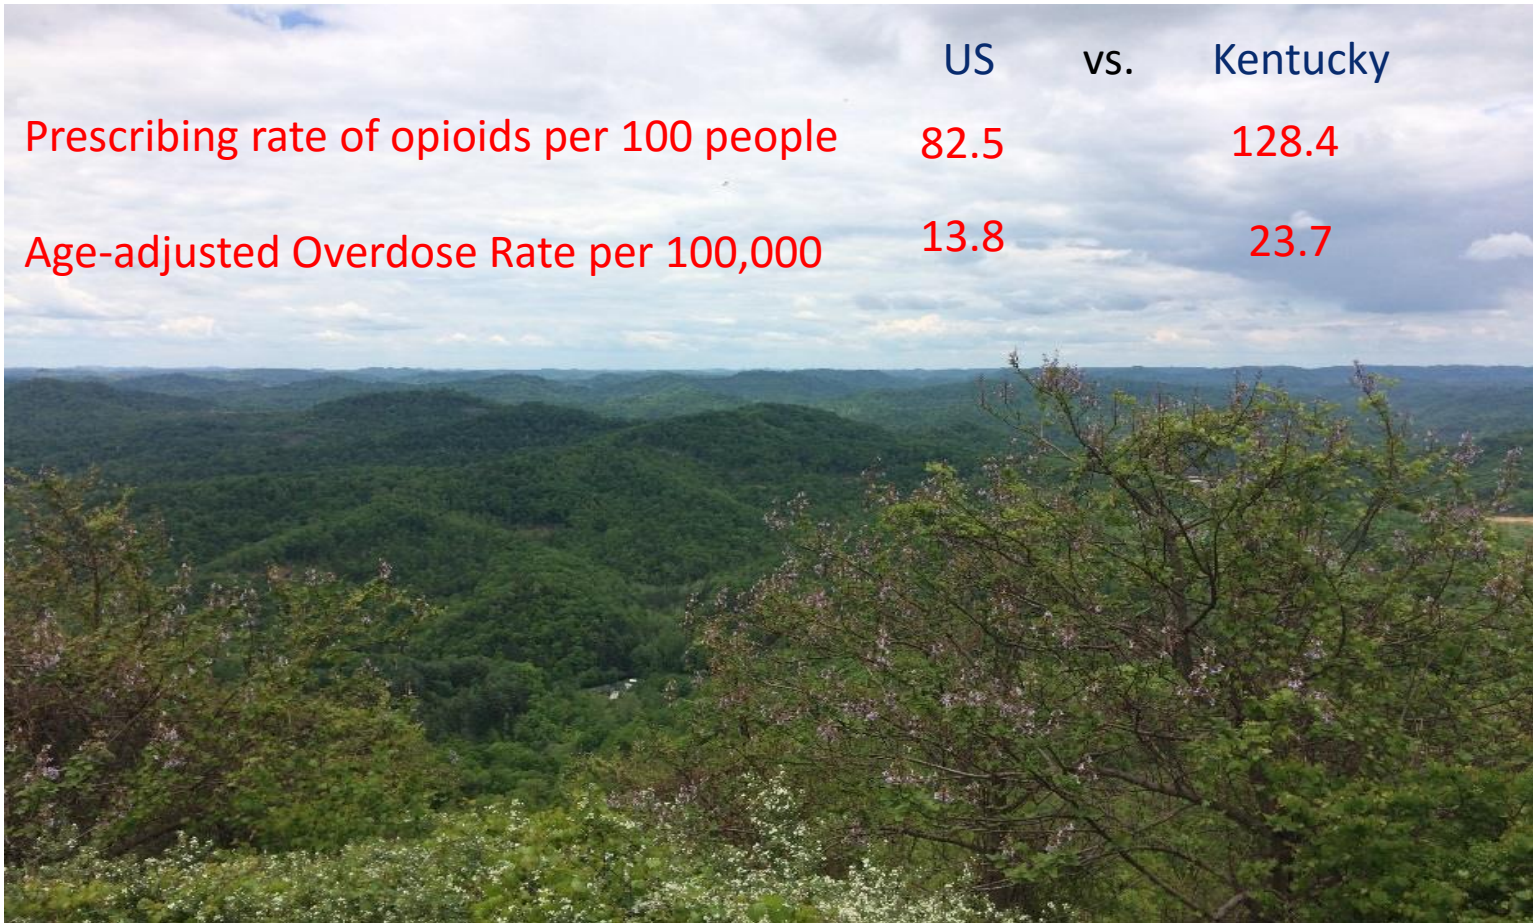 US vs. Kentucky
Prescribing rate of opioids per 100 people 82.5 128.4
Age-adjusted Overdose Rate per 100,000 13.8 23.7